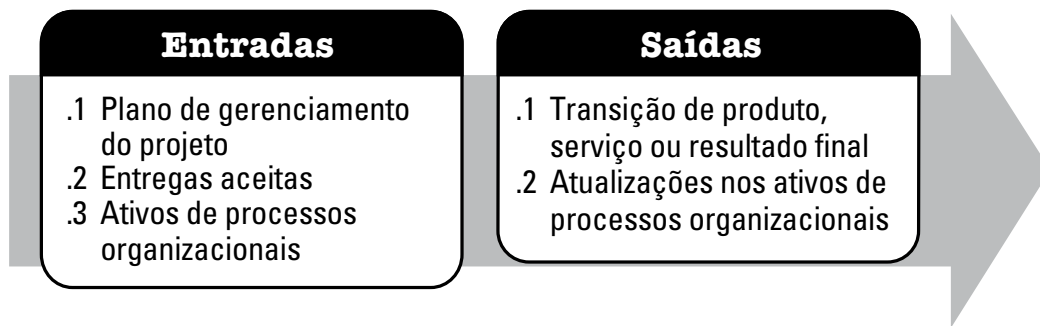 Entradas
.1 Plano de gerenciamento
do projeto
.2 Entregas aceitas
.3 Ativos de processos
organizacionais
Saídas
.1 Transição de produto,
serviço ou resultado final
.2 Atualizações nos ativos de
processos organizacionais